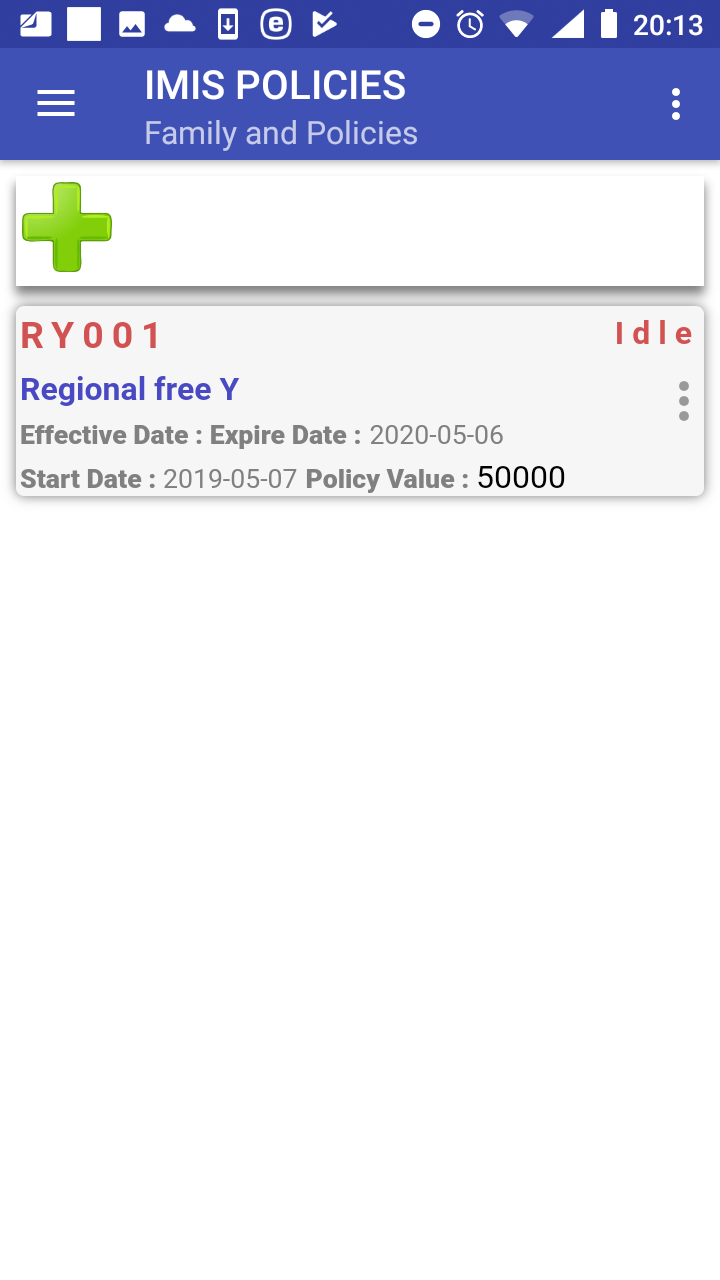 20:13
IMIS POLICIES
Family and Policies
RY001 Idle
Regional free Y
Effective Date : Expire Date : 2020-05-06
Start Date : 2019-05-07 Policy Value : 50000